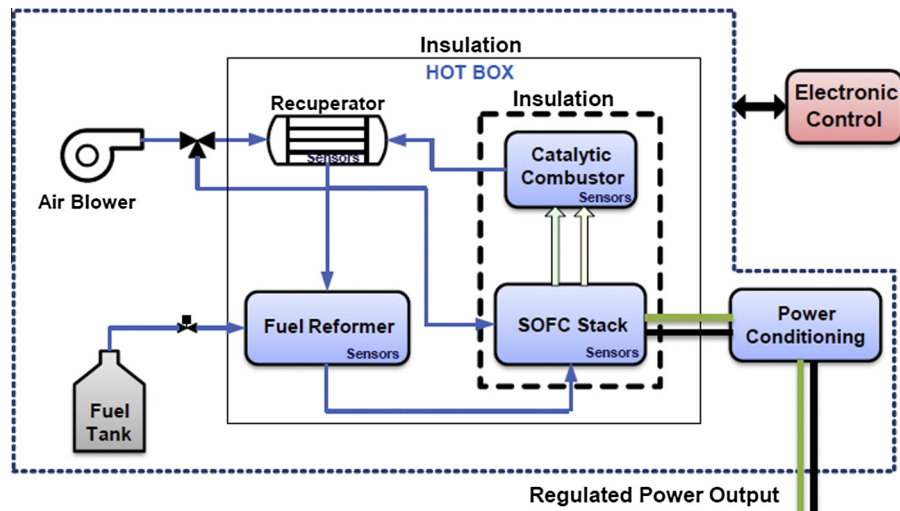 Insulation
HOT BOX
Recuperator
Sensors
Insulation
Electronic
Control
Catalytic
Combustor
Sensors
Air Blower
Fuel Reformer
Sensors
SOFC Stack
Sensors
Power
Conditioning
Fuel
Tank
Regulated Power Output